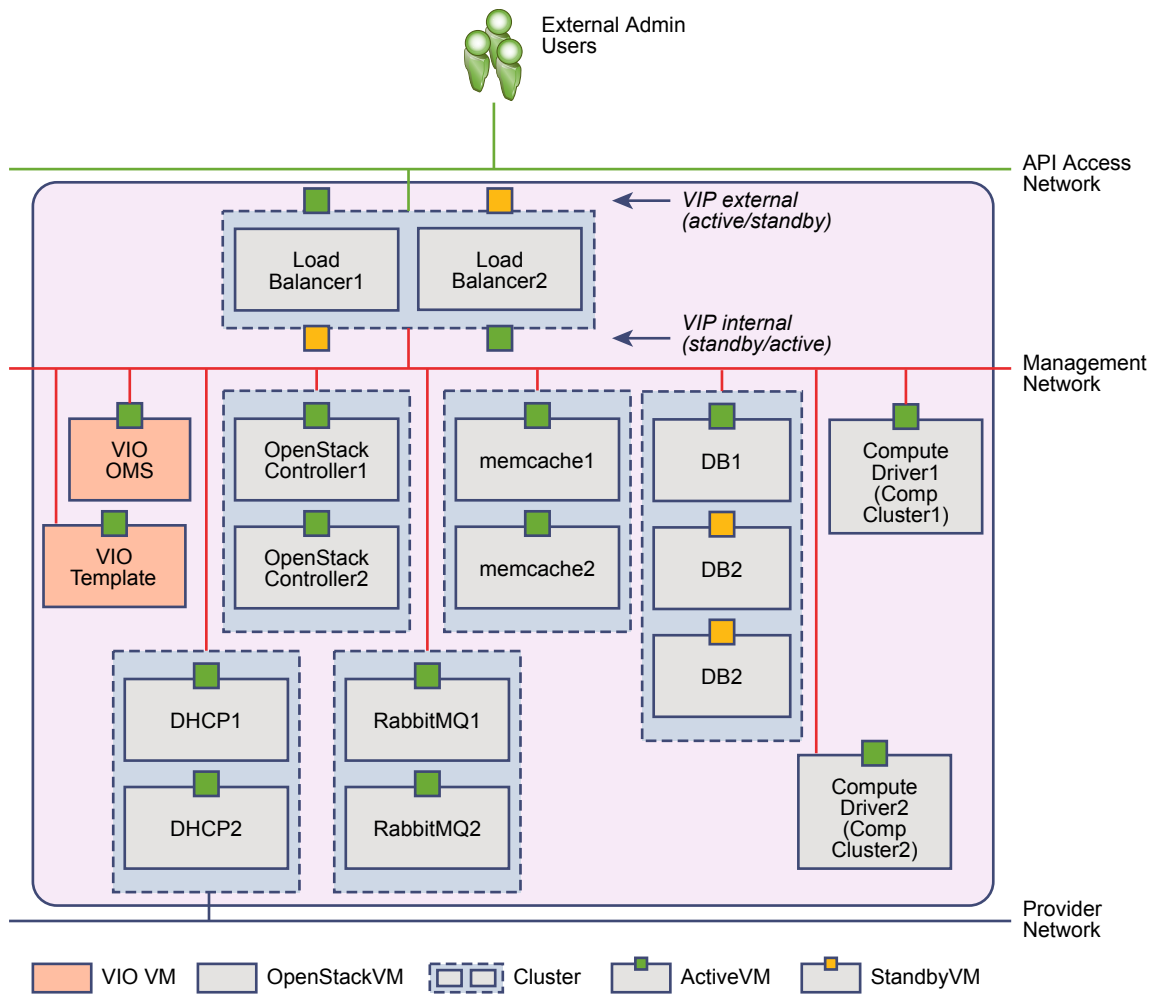 External Admin
Users
API Access
Network
VIP external
(active/standby)
Load
Balancer1
Load
Balancer2
VIP internal
(standby/active)
Management
Network
VIO
OMS
OpenStack
Controller1
memcache1
DB1
Compute
Driver1
(Comp
Cluster1)
VIO
Template
OpenStack
Controller2
memcache2
DB2
DB2
DHCP1
RabbitMQ1
DHCP2
RabbitMQ2
Compute
Driver2
(Comp
Cluster2)
Provider
Network
VIO VM
OpenStackVM
Cluster
ActiveVM
StandbyVM